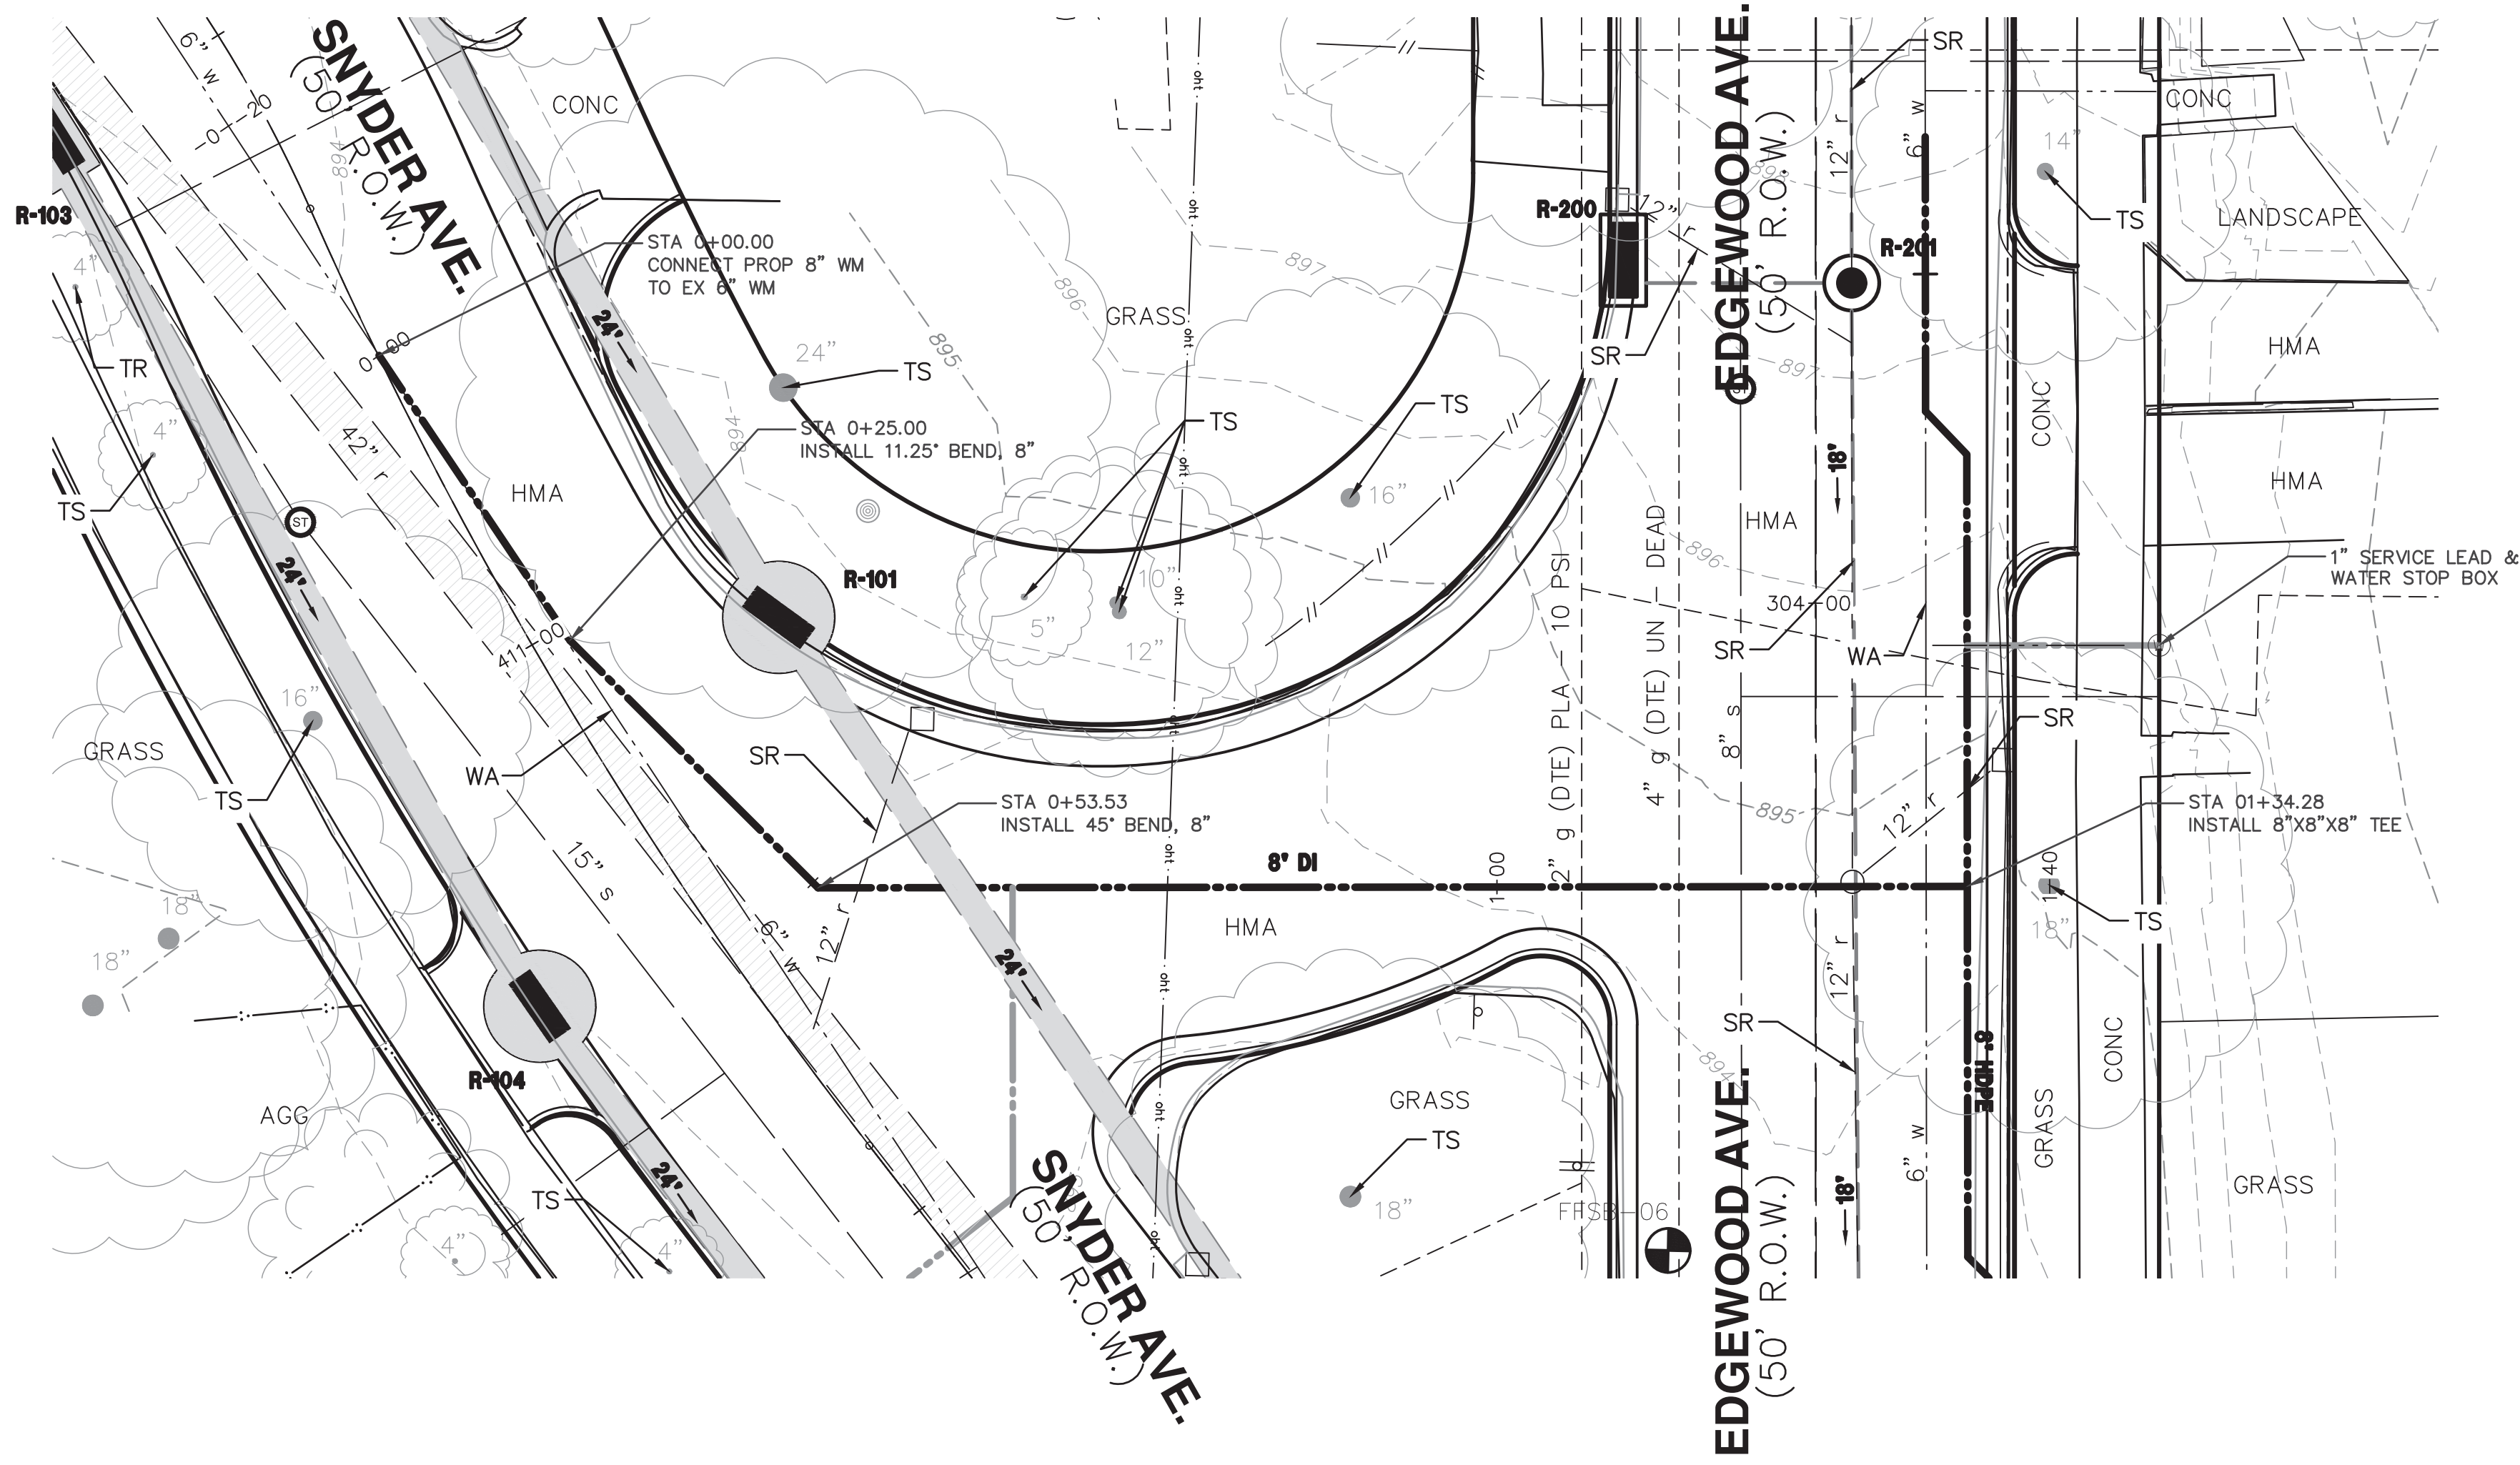 SNYDER AVE.
(50' R.O.W.)
EDGEWOOD AVE.
(50' R.O.W.)
6" w
-0+-20
894
CONC
oht
SR
12" r
6" w
CONC
14"
TS
LANDSCAPE
R-103
4"
TR
STA 0+00.00
CONNECT PROP 8" WM
TO EX 6" WM
0+00
24'
24"
TS
895
896
897
GRASS
R-200
12" r
SR
898
897
R-201
HMA
4"
TS
42" r
ST
HMA
STA 0+25.00
INSTALL 11.25° BEND, 8"
894
TS
TS
16"
18'
HMA
CONC
HMA
24'
R-101
10"
5"
12"
2" g (DTE) PLA - 10 PSI
4" g (DTE) UN - DEAD
896
304+00
SR
WA
1" SERVICE LEAD &
WATER STOP BOX
411+00
16"
GRASS
TS
WA
SR
8" s
SR
895
12" r
STA 0+53.53
INSTALL 45° BEND, 8"
STA 01+34.28
INSTALL 8"X8"X8" TEE
15" s
8' DI
1+00
1+40
18"
TS
18"
18"
6" w
12" r
HMA
24'
12" r
SR
R-104
AGG
24'
TS
4"
4"
GRASS
TS
18"
FFSB-06
894
8' HDPE
CONC
GRASS
6" w
18'
GRASS
SNYDER AVE.
(50' R.O.W.)
EDGEWOOD AVE.
(50' R.O.W.)